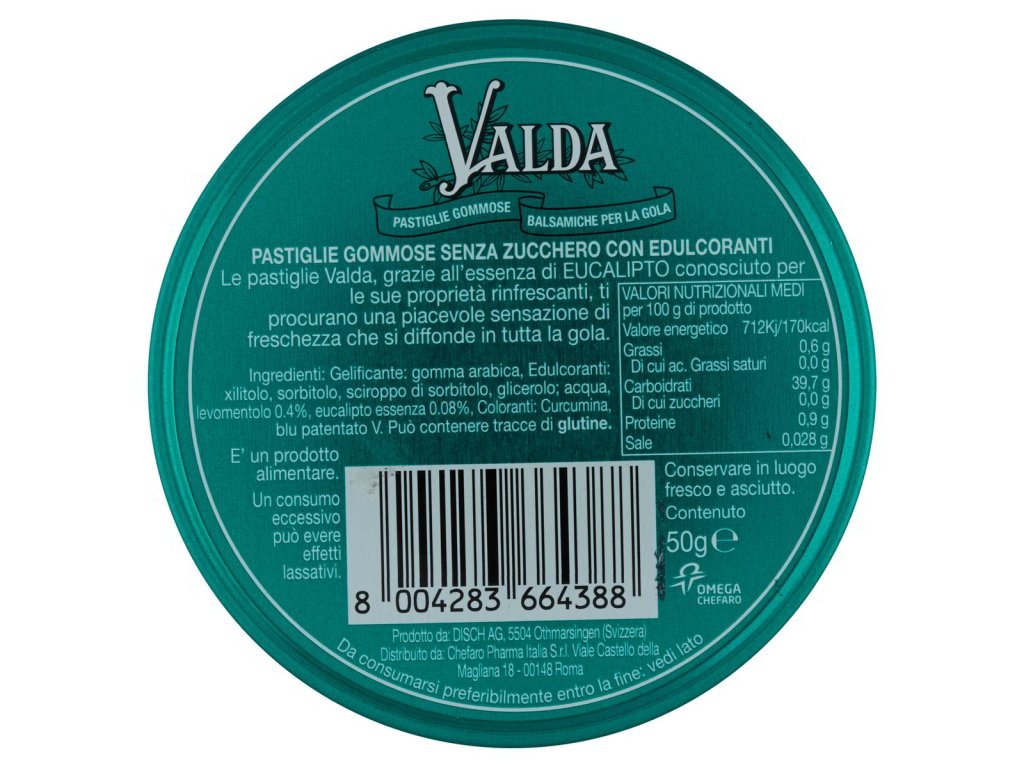 VALDA
PASTIGLIE GOMMOSE BALSAMICHE PER LA GOLA
PASTIGLIE GOMMOSE SENZA ZUCCHERO CON EDULCORANTI
Le pastiglie Valda, grazie all'essenza di EUCALIPTO conosciuto per
le sue proprietà rinfrescanti, ti
procurano una piacevole sensazione di
freschezza che si diffonde in tutta la gola.
Ingredienti: Gelificante: gomma arabica, Edulcoranti:
xilitolo, sorbitolo, sciroppo di sorbitolo, glicerolo; acqua,
levomentolo 0.4%, eucalipto essenza 0.08%, Coloranti: Curcumina,
blu patentato V. Può contenere tracce di glutine.
VALORI NUTRIZIONALI MEDI
per 100 g di prodotto
Valore energetico 712Kj/170kcal
Grassi 0,6 g
Di cui ac. Grassi saturi 0,0 g
Carboidrati 39,7 g
Di cui zuccheri 0,0 g
Proteine 0,9 g
Sale 0,028 g
E' un prodotto
alimentare.
Un consumo
eccessivo
può evere
effetti
lassativi.
8 004283 664388
Conservare in luogo
fresco e asciutto.
Contenuto
50g ℮
OMEGA
CHEFARO
Prodotto da: DISCH AG, 5504 Othmarsingen (Svizzera)
Distribuito da: Chefaro Pharma Italia S.r.l. Viale Castello della
Magliana 18 - 00148 Roma
Da consumarsi preferibilmente entro la fine: vedi lato